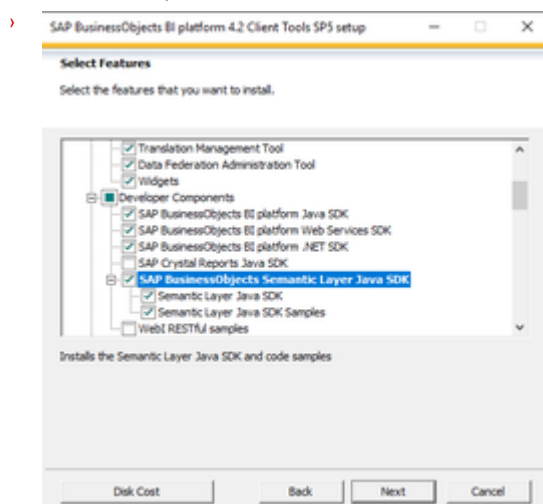 SAP BusinessObjects BI platform 4.2 Client Tools SP5 setup
Select Features
Select the features that you want to install.
Translation Management Tool
Data Federation Administration Tool
Widgets
Developer Components
SAP BusinessObjects BI platform Java SDK
SAP BusinessObjects BI platform Web Services SDK
SAP BusinessObjects BI platform .NET SDK
SAP Crystal Reports Java SDK
SAP BusinessObjects Semantic Layer Java SDK
Semantic Layer Java SDK
Semantic Layer Java SDK Samples
WebI RESTful samples
Installs the Semantic Layer Java SDK and code samples
Disk Cost Back Next Cancel